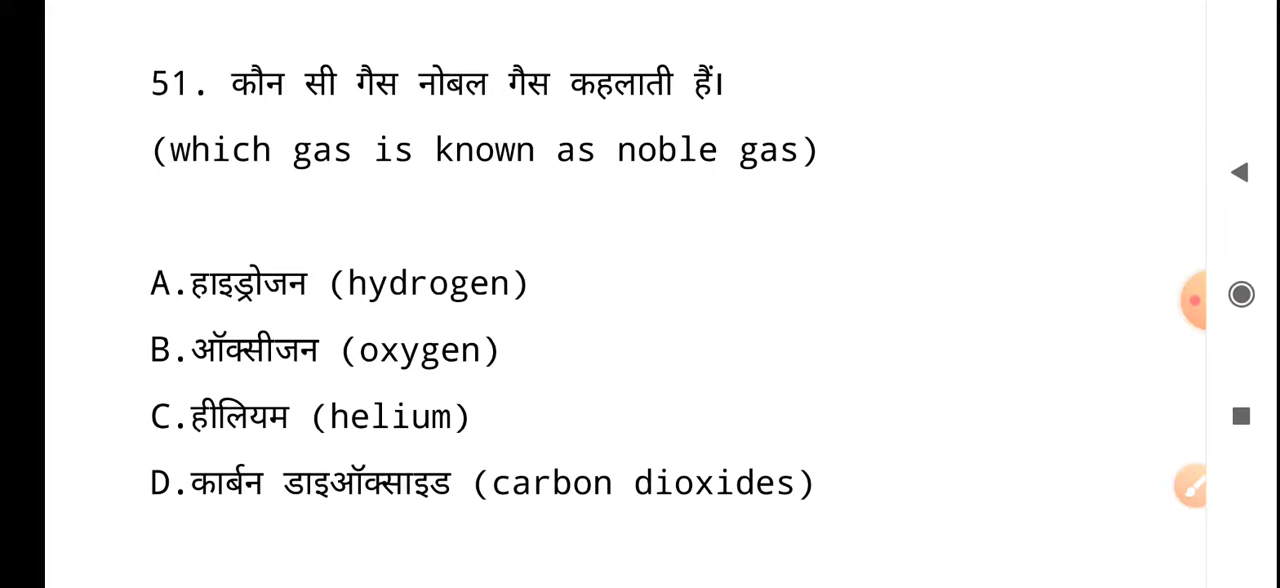 51. कौन सी गैस नोबल गैस कहलाती हैं।
(which gas is known as noble gas)
A.हाइड्रोजन (hydrogen)
B.ऑक्सीजन (oxygen)
C.हीलियम (helium)
D.कार्बन डाइऑक्साइड (carbon dioxides)